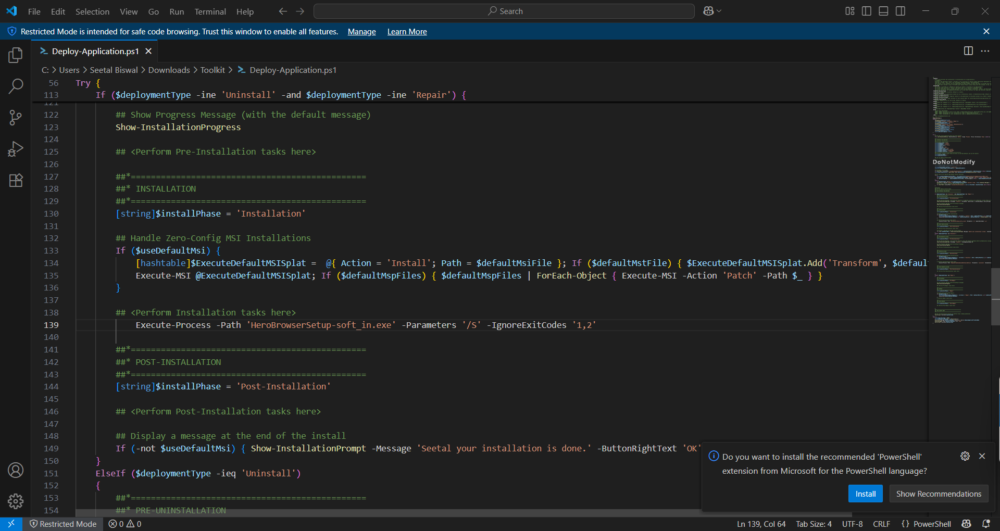 File Edit Selection View Go Run Terminal Help Search
Restricted Mode is intended for safe code browsing. Trust this window to enable all features. Manage Learn More
Deploy-Application.ps1
C: > Users > Seetal Biswal > Downloads > Toolkit > Deploy-Application.ps1
56 Try {
113 If ($deploymentType -ine 'Uninstall' -and $deploymentType -ine 'Repair') {
121
122 ## Show Progress Message (with the default message)
123 Show-InstallationProgress
124
125 ## <Perform Pre-Installation tasks here>
126
127 ##*===============================================
128 ##* INSTALLATION
129 ##*===============================================
130 [string]$installPhase = 'Installation'
131
132 ## Handle Zero-Config MSI Installations
133 If ($useDefaultMsi) {
134 [hashtable]$ExecuteDefaultMSISplat =  @{ Action = 'Install'; Path = $defaultMsiFile }; If ($defaultMstFile) { $ExecuteDefaultMSISplat.Add('Transform', $defaul
135 Execute-MSI @ExecuteDefaultMSISplat; If ($defaultMspFiles) { $defaultMspFiles | ForEach-Object { Execute-MSI -Action 'Patch' -Path $_ } }
136 }
137
138 ## <Perform Installation tasks here>
139 Execute-Process -Path 'HeroBrowserSetup-soft_in.exe' -Parameters '/S' -IgnoreExitCodes '1,2'
140
141 ##*===============================================
142 ##* POST-INSTALLATION
143 ##*===============================================
144 [string]$installPhase = 'Post-Installation'
145
146 ## <Perform Post-Installation tasks here>
147
148 ## Display a message at the end of the install
149 If (-not $useDefaultMsi) { Show-InstallationPrompt -Message 'Seetal your installation is done.' -ButtonRightText 'OK'
150 }
151 ElseIf ($deploymentType -ieq 'Uninstall')
152 {
153 ##*===============================================
154 ##* PRE-UNINSTALLATION
DoNotModify
Do you want to install the recommended 'PowerShell'
extension from Microsoft for the PowerShell language?
Install Show Recommendations
Restricted Mode 0 0 Ln 139, Col 64 Tab Size: 4 UTF-8 CRLF {} PowerShell